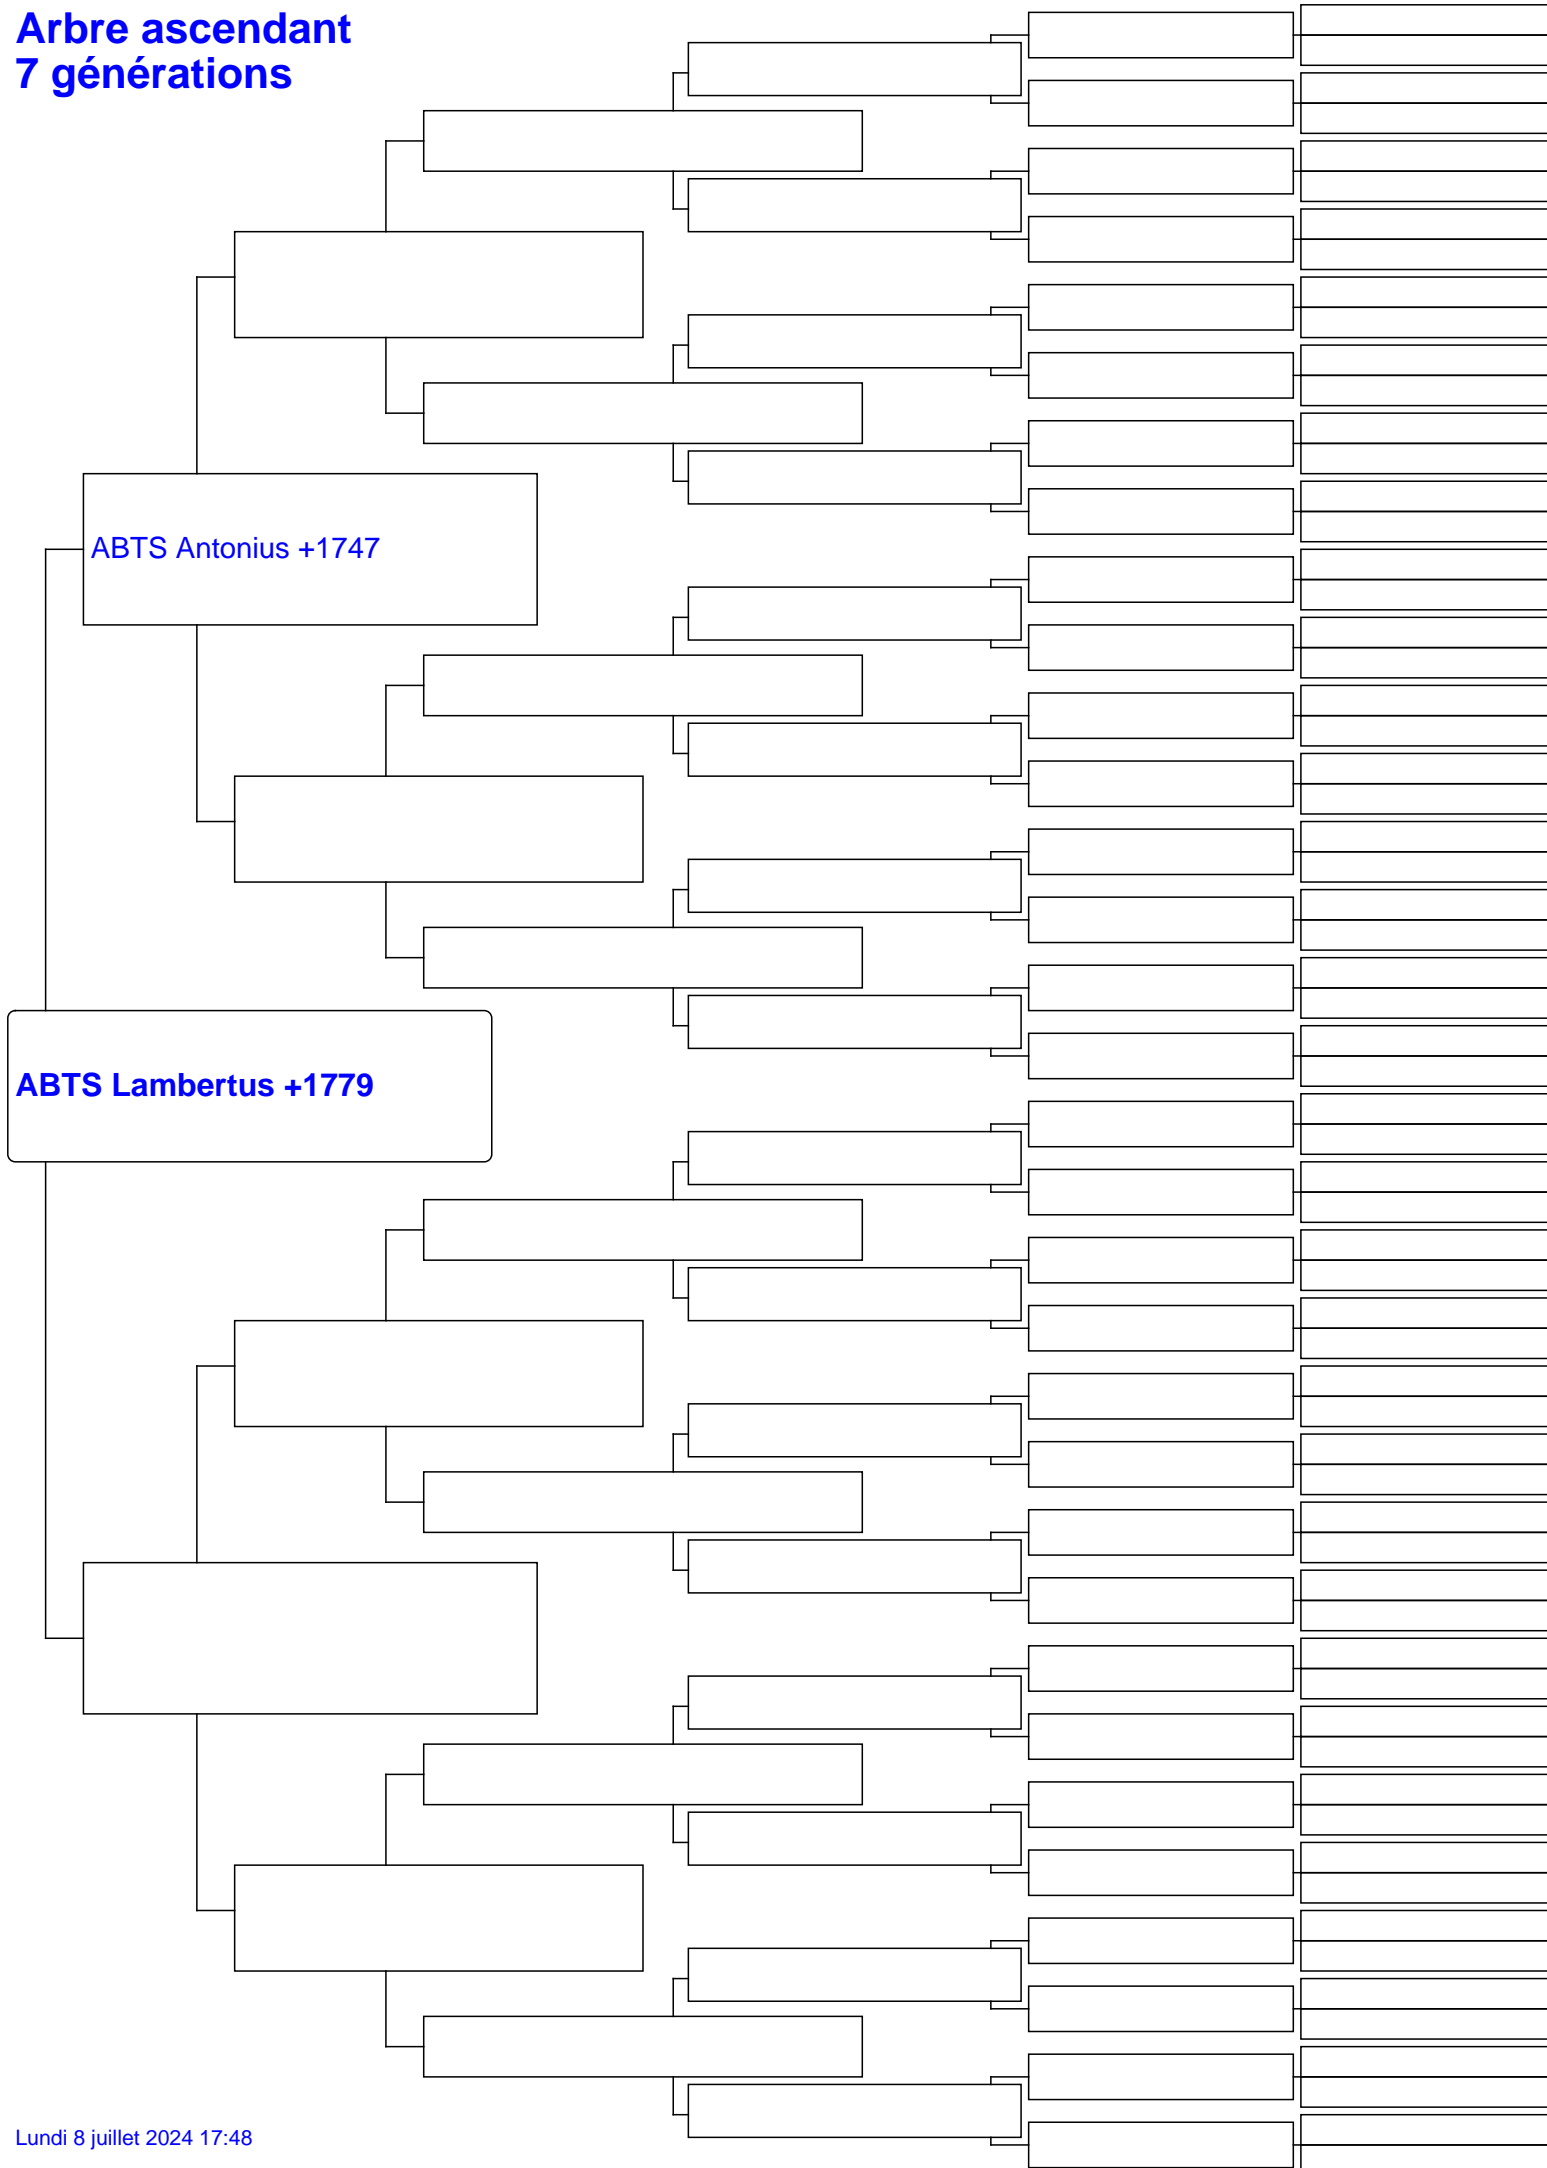 Arbre ascendant
7 générations
ABTS Antonius +1747
ABTS Lambertus +1779
Lundi 8 juillet 2024 17:48